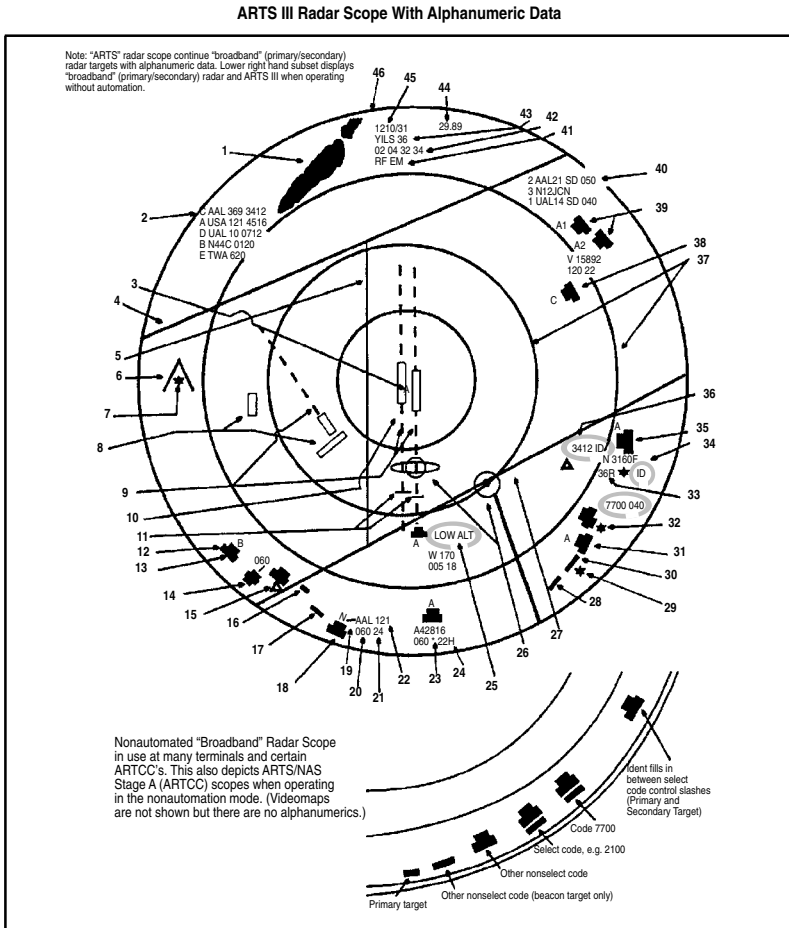 ARTS III Radar Scope With Alphanumeric Data
Note: “ARTS” radar scope continue “broadband” (primary/secondary)
radar targets with alphanumeric data. Lower right hand subset displays
“broadband” (primary/secondary) radar and ARTS III when operating
without automation.
46
45
44
43
42
41
1210/31
29.89
YILS 36
02 04 32 34
RF EM
1
2 AAL21 SD 050
3 N12JCN
1 UAL14 SD 040
40
2
C AAL 369 3412
A USA 121 4516
D UAL 10 0712
B N44C 0120
E TWA 620
A1
A2
39
V 15892
120 22
38
37
C
3
4
5
6
7
8
A
36
A
35
3412 ID
34
N 3160F
36R
ID
33
9
10
11
7700 040
32
12
13
B
A
LOW ALT
A
31
W 170
005 18
30
14
060
15
16
29
28
27
26
25
17
18
19
20
21
22
23
24
N
AAL 121
060 24
A
A42816
060 * 22H
Nonautomated “Broadband” Radar Scope
in use at many terminals and certain
ARTCC's. This also depicts ARTS/NAS
Stage A (ARTCC) scopes when operating
in the nonautomation mode. (Videomaps
are not shown but there are no alphanumerics.)
Ident fills in
between select
code control slashes
(Primary and
Secondary Target)
Code 7700
Select code, e.g. 2100
Other nonselect code
Other nonselect code (beacon target only)
Primary target